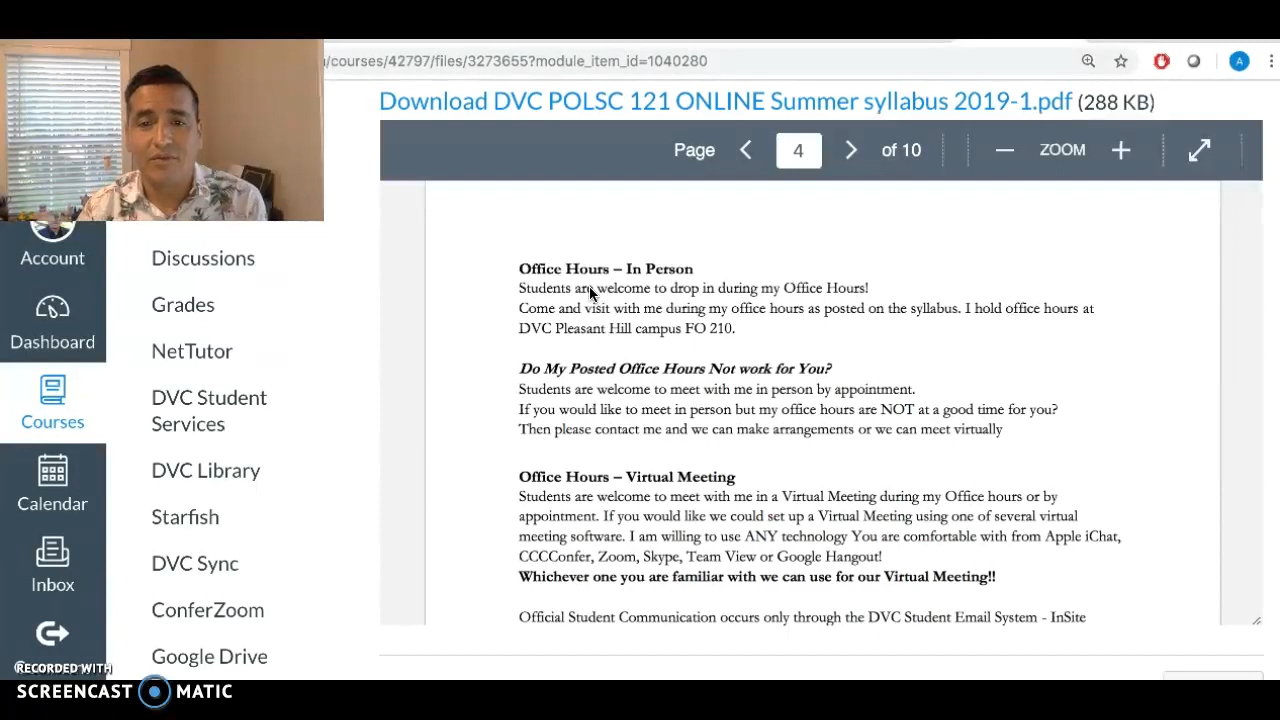 /courses/42797/files/3273655?module_item_id=1040280
A
Download DVC POLSC 121 ONLINE Summer syllabus 2019-1.pdf (288 KB)
Page 4 of 10 ZOOM
Account
Dashboard
Courses
Calendar
Inbox
Discussions
Grades
NetTutor
DVC Student
Services
DVC Library
Starfish
DVC Sync
ConferZoom
Google Drive
Office Hours – In Person
Students are welcome to drop in during my Office Hours!
Come and visit with me during my office hours as posted on the syllabus. I hold office hours at
DVC Pleasant Hill campus FO 210.
Do My Posted Office Hours Not work for You?
Students are welcome to meet with me in person by appointment.
If you would like to meet in person but my office hours are NOT at a good time for you?
Then please contact me and we can make arrangements or we can meet virtually
Office Hours – Virtual Meeting
Students are welcome to meet with me in a Virtual Meeting during my Office hours or by
appointment. If you would like we could set up a Virtual Meeting using one of several virtual
meeting software. I am willing to use ANY technology You are comfortable with from Apple iChat,
CCCConfer, Zoom, Skype, Team View or Google Hangout!
Whichever one you are familiar with we can use for our Virtual Meeting!!
Official Student Communication occurs only through the DVC Student Email System - InSite
RECORDED WITH
SCREENCAST MATIC